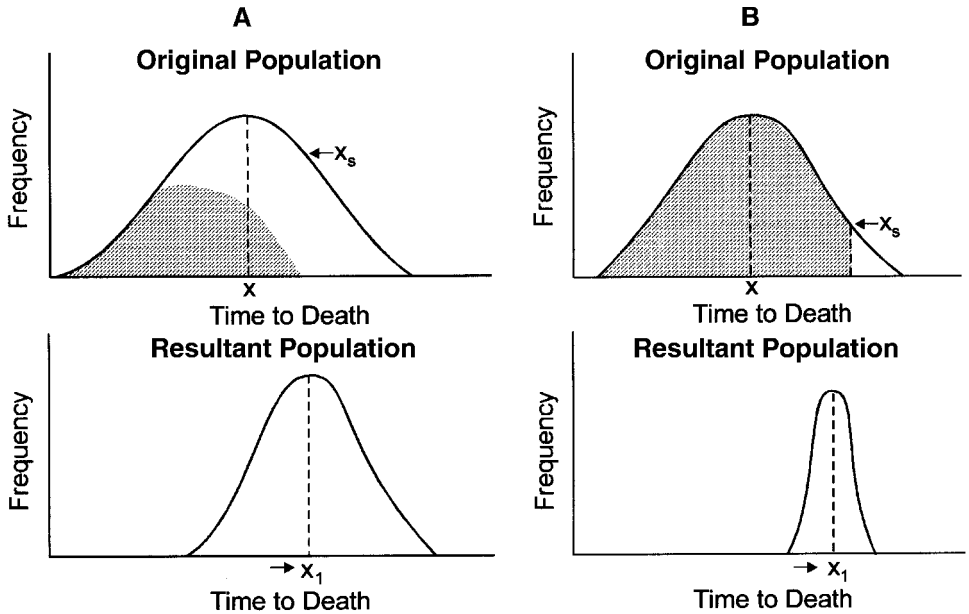 A
Original Population
Frequency
←Xs
X
Time to Death
Resultant Population
Frequency
→ X1
Time to Death
B
Original Population
Frequency
←Xs
X
Time to Death
Resultant Population
Frequency
→ X1
Time to Death